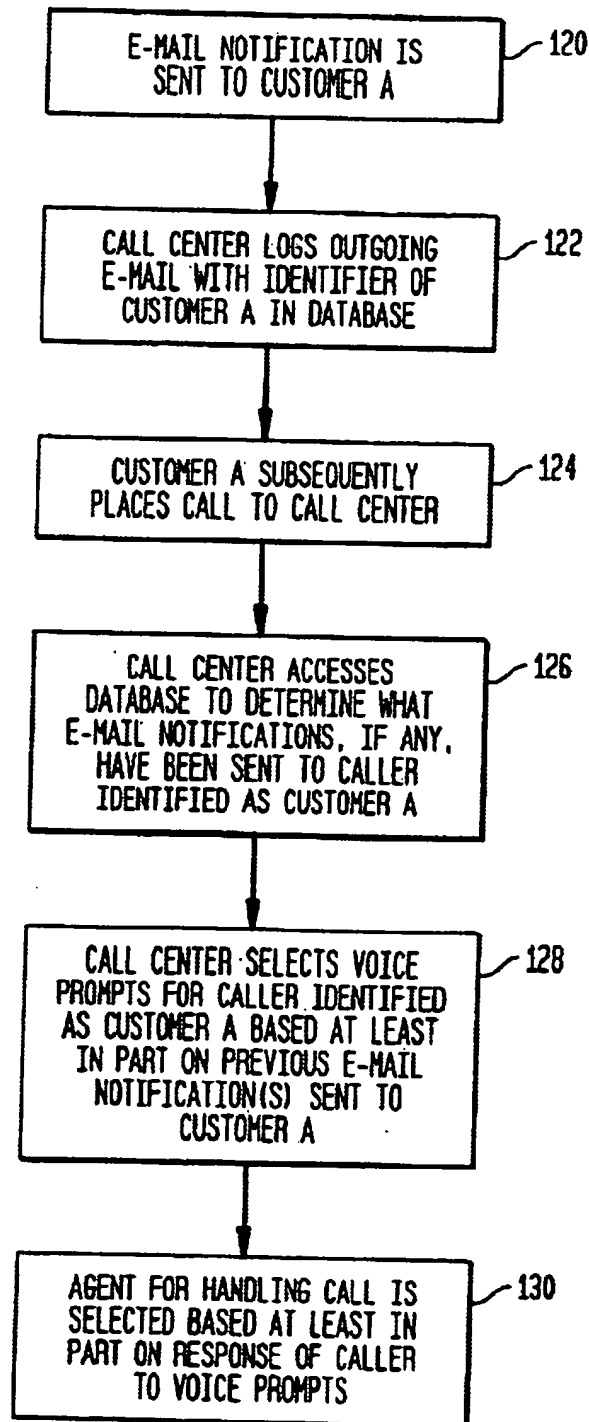 E-MAIL NOTIFICATION IS
SENT TO CUSTOMER A
120
CALL CENTER LOGS OUTGOING
E-MAIL WITH IDENTIFIER OF
CUSTOMER A IN DATABASE
122
CUSTOMER A SUBSEQUENTLY
PLACES CALL TO CALL CENTER
124
CALL CENTER ACCESSES
DATABASE TO DETERMINE WHAT
E-MAIL NOTIFICATIONS, IF ANY,
HAVE BEEN SENT TO CALLER
IDENTIFIED AS CUSTOMER A
126
CALL CENTER SELECTS VOICE
PROMPTS FOR CALLER IDENTIFIED
AS CUSTOMER A BASED AT LEAST
IN PART ON PREVIOUS E-MAIL
NOTIFICATION(S) SENT TO
CUSTOMER A
128
AGENT FOR HANDLING CALL IS
SELECTED BASED AT LEAST IN
PART ON RESPONSE OF CALLER
TO VOICE PROMPTS
130